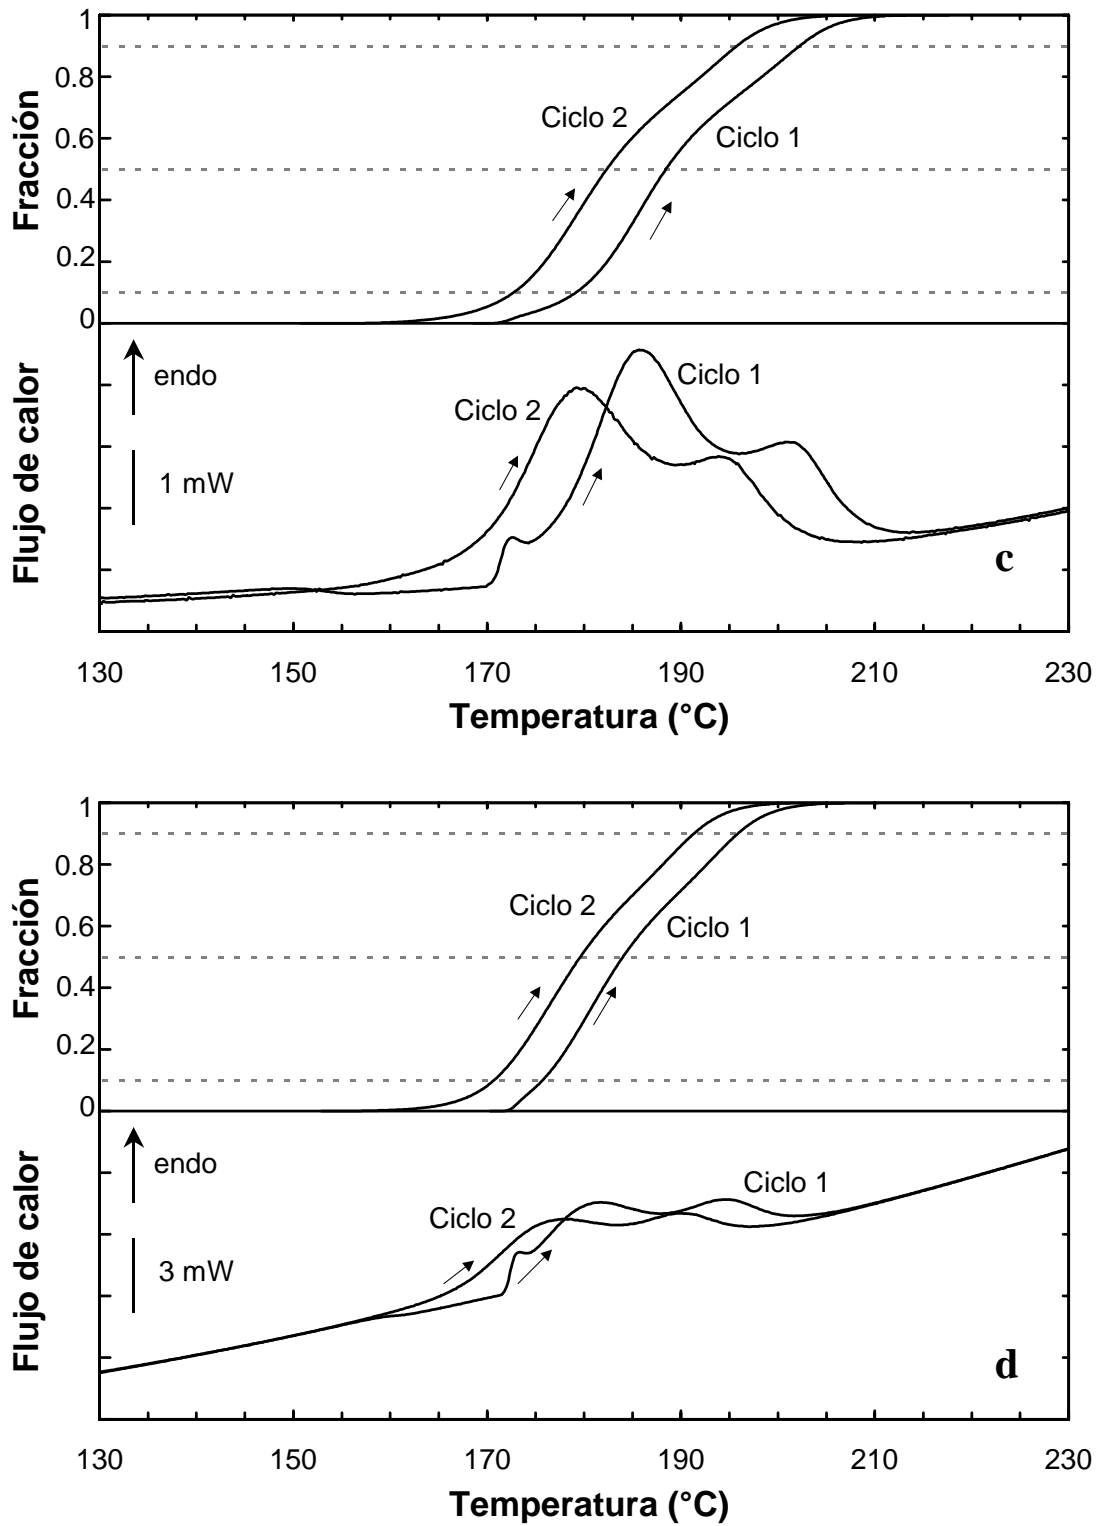 1
0.8
0.6
0.4
0.2
0
Fracción
Ciclo 2
Ciclo 1
Flujo de calor
endo
1 mW
Ciclo 2
Ciclo 1
c
130 150 170 190 210 230
Temperatura (°C)
1
0.8
0.6
0.4
0.2
0
Fracción
Ciclo 2
Ciclo 1
Flujo de calor
endo
3 mW
Ciclo 2
Ciclo 1
d
130 150 170 190 210 230
Temperatura (°C)